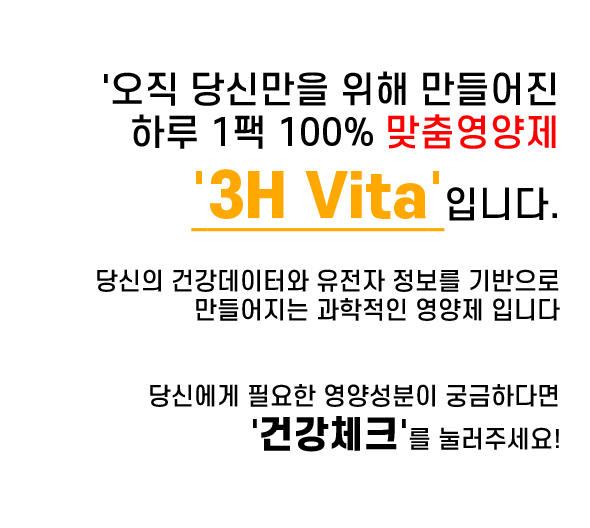 '오직 당신만을 위해 만들어진
하루 1팩 100% 맞춤영양제
'3H Vita'입니다.
당신의 건강데이터와 유전자 정보를 기반으로
만들어지는 과학적인 영양제 입니다
당신에게 필요한 영양성분이 궁금하다면
'건강체크'를 눌러주세요!